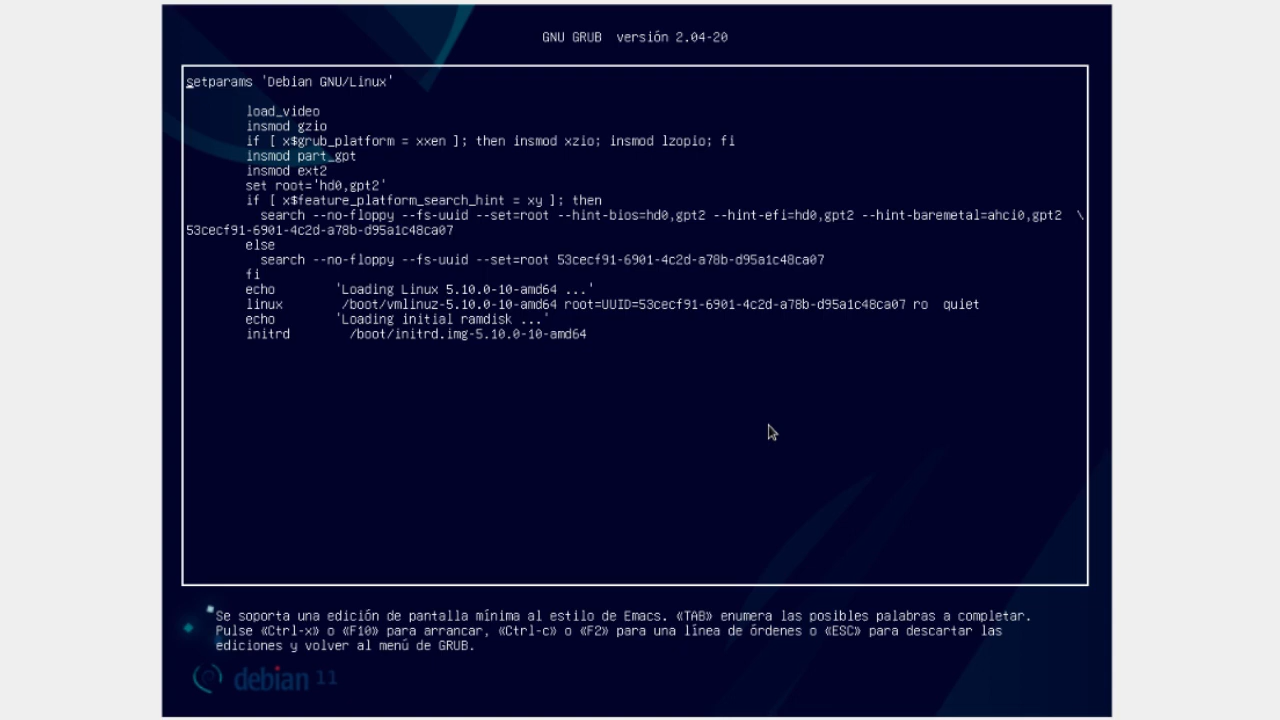 GNU GRUB  versión 2.04-20
setparams 'Debian GNU/Linux'
load_video
insmod gzio
if [ x$grub_platform = xxen ]; then insmod xzio; insmod lzopio; fi
insmod part_gpt
insmod ext2
set root='hd0,gpt2'
if [ x$feature_platform_search_hint = xy ]; then
search --no-floppy --fs-uuid --set=root --hint-bios=hd0,gpt2 --hint-efi=hd0,gpt2 --hint-baremetal=ahci0,gpt2  \
53cecf91-6901-4c2d-a78b-d95a1c48ca07
else
search --no-floppy --fs-uuid --set=root 53cecf91-6901-4c2d-a78b-d95a1c48ca07
fi
echo 'Loading Linux 5.10.0-10-amd64 ...'
linux /boot/vmlinuz-5.10.0-10-amd64 root=UUID=53cecf91-6901-4c2d-a78b-d95a1c48ca07 ro  quiet
echo 'Loading initial ramdisk ...'
initrd /boot/initrd.img-5.10.0-10-amd64
Se soporta una edición de pantalla mínima al estilo de Emacs. «TAB» enumera las posibles palabras a completar.
Pulse «Ctrl-x» o «F10» para arrancar, «Ctrl-c» o «F2» para una línea de órdenes o «ESC» para descartar las
ediciones y volver al menú de GRUB.
debian 11